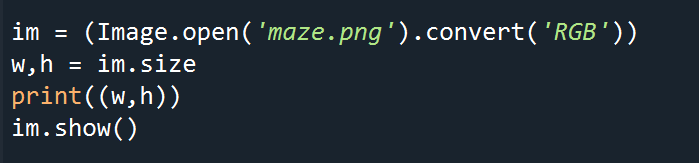 im = (Image.open('maze.png').convert('RGB'))
w,h = im.size
print((w,h))
im.show()